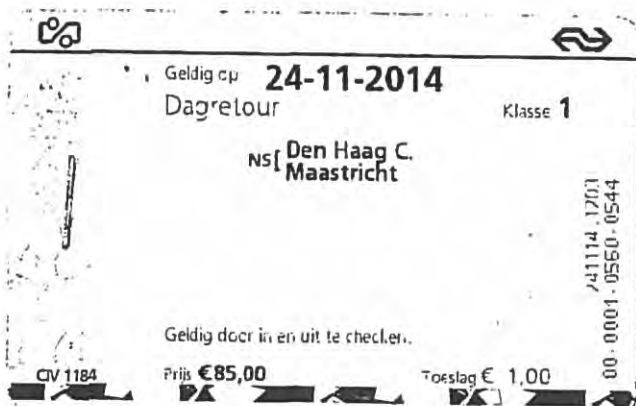 Geldig op 24-11-2014
Dagretour
Klasse 1
NS[ Den Haag C.
Maastricht
Geldig door in en uit te checken.
CIV 1184
Prijs €85,00
Toeslag € 1,00
241114 1203
00-0001-0560-0544